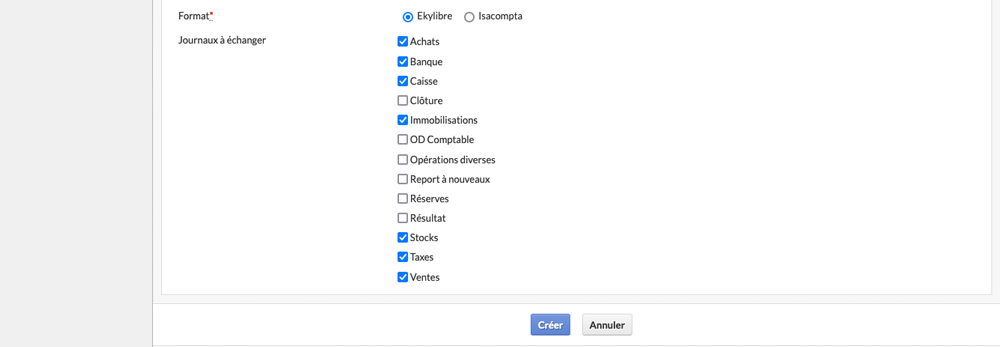 Format* Ekylibre Isacompta
Journaux à échanger Achats
Banque
Caisse
Clôture
Immobilisations
OD Comptable
Opérations diverses
Report à nouveaux
Réserves
Résultat
Stocks
Taxes
Ventes
Créer Annuler